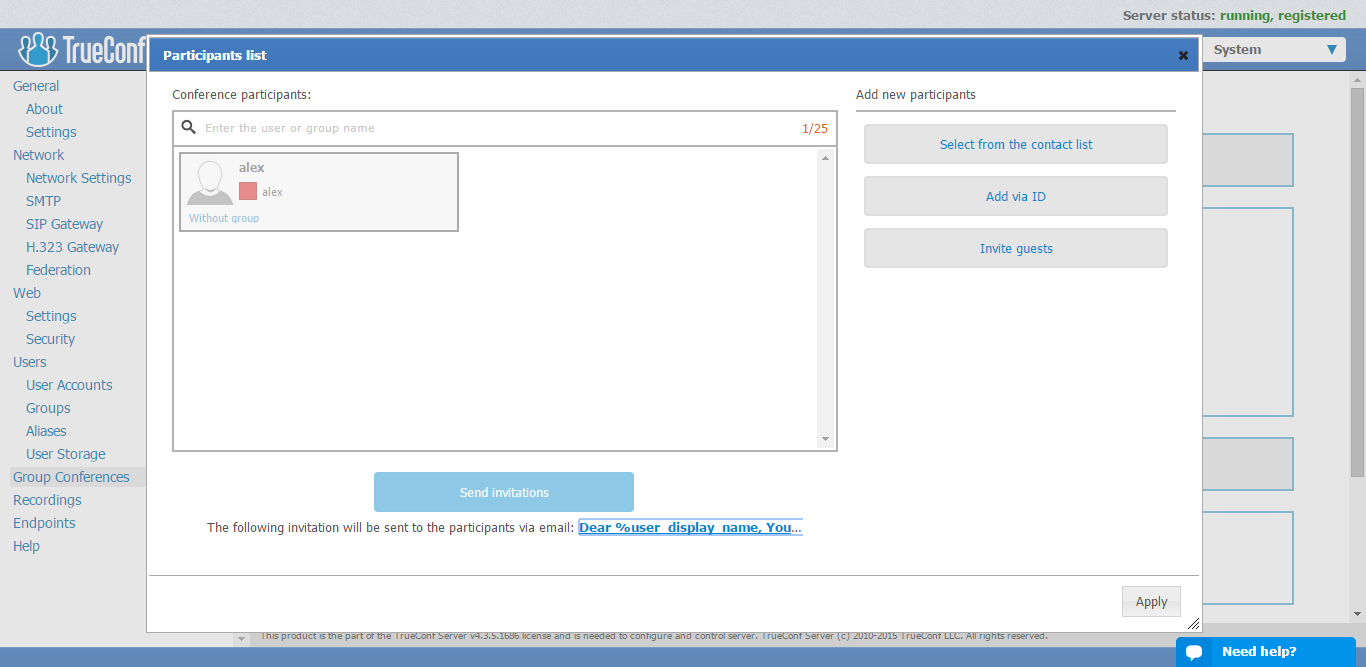 Server status: running, registered
TrueConf
Participants list
System
General
About
Settings
Network
Network Settings
SMTP
SIP Gateway
H.323 Gateway
Federation
Web
Settings
Security
Users
User Accounts
Groups
Aliases
User Storage
Group Conferences
Recordings
Endpoints
Help
Conference participants:
Enter the user or group name
1/25
alex
alex
Without group
Add new participants
Select from the contact list
Add via ID
Invite guests
Send invitations
The following invitation will be sent to the participants via email: Dear %user_display_name, You...
Apply
This product is the part of the TrueConf Server v4.3.5.1686 license and is needed to configure and control server. TrueConf Server (c) 2010-2015 TrueConf LLC. All rights reserved.
Need help?